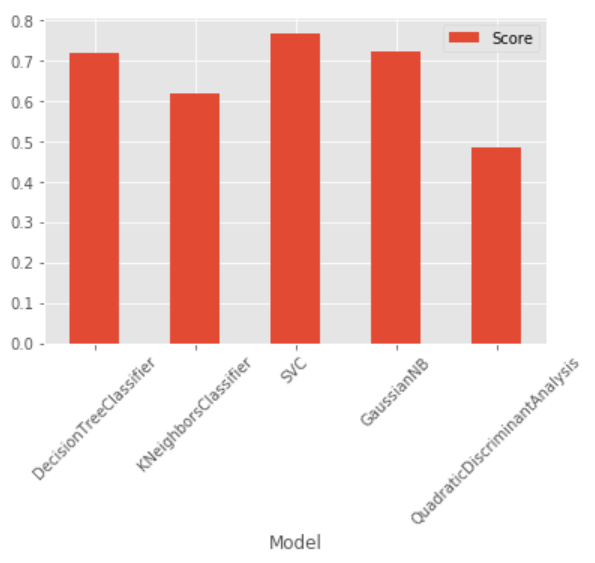 0.8
0.7
0.6
0.5
0.4
0.3
0.2
0.1
0.0
Score
DecisionTreeClassifier
KNeighborsClassifier
SVC
GaussianNB
QuadraticDiscriminantAnalysis
Model